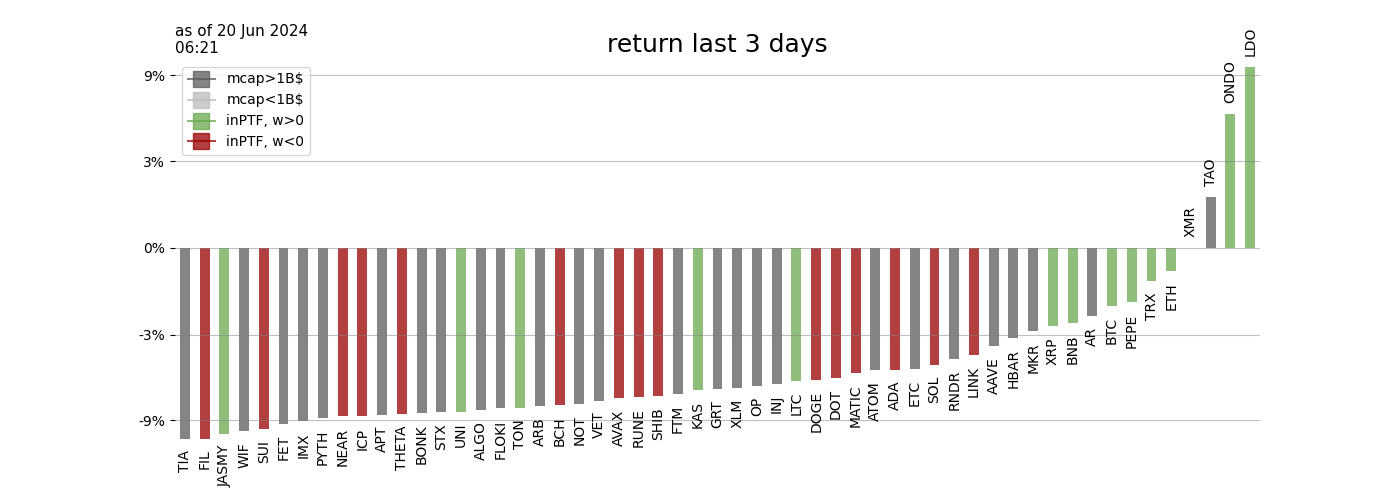 as of 20 Jun 2024
06:21
return last 3 days
mcap>1B$
mcap<1B$
inPTF, w>0
inPTF, w<0
9%
3%
0%
-3%
-9%
TIA
FIL
JASMY
WIF
SUI
FET
IMX
PYTH
NEAR
ICP
APT
THETA
BONK
STX
UNI
ALGO
FLOKI
TON
ARB
BCH
NOT
VET
AVAX
RUNE
SHIB
FTM
KAS
GRT
XLM
OP
INJ
LTC
DOGE
DOT
MATIC
ATOM
ADA
ETC
SOL
RNDR
LINK
AAVE
HBAR
MKR
XRP
BNB
AR
BTC
PEPE
TRX
ETH
XMR
TAO
ONDO
LDO